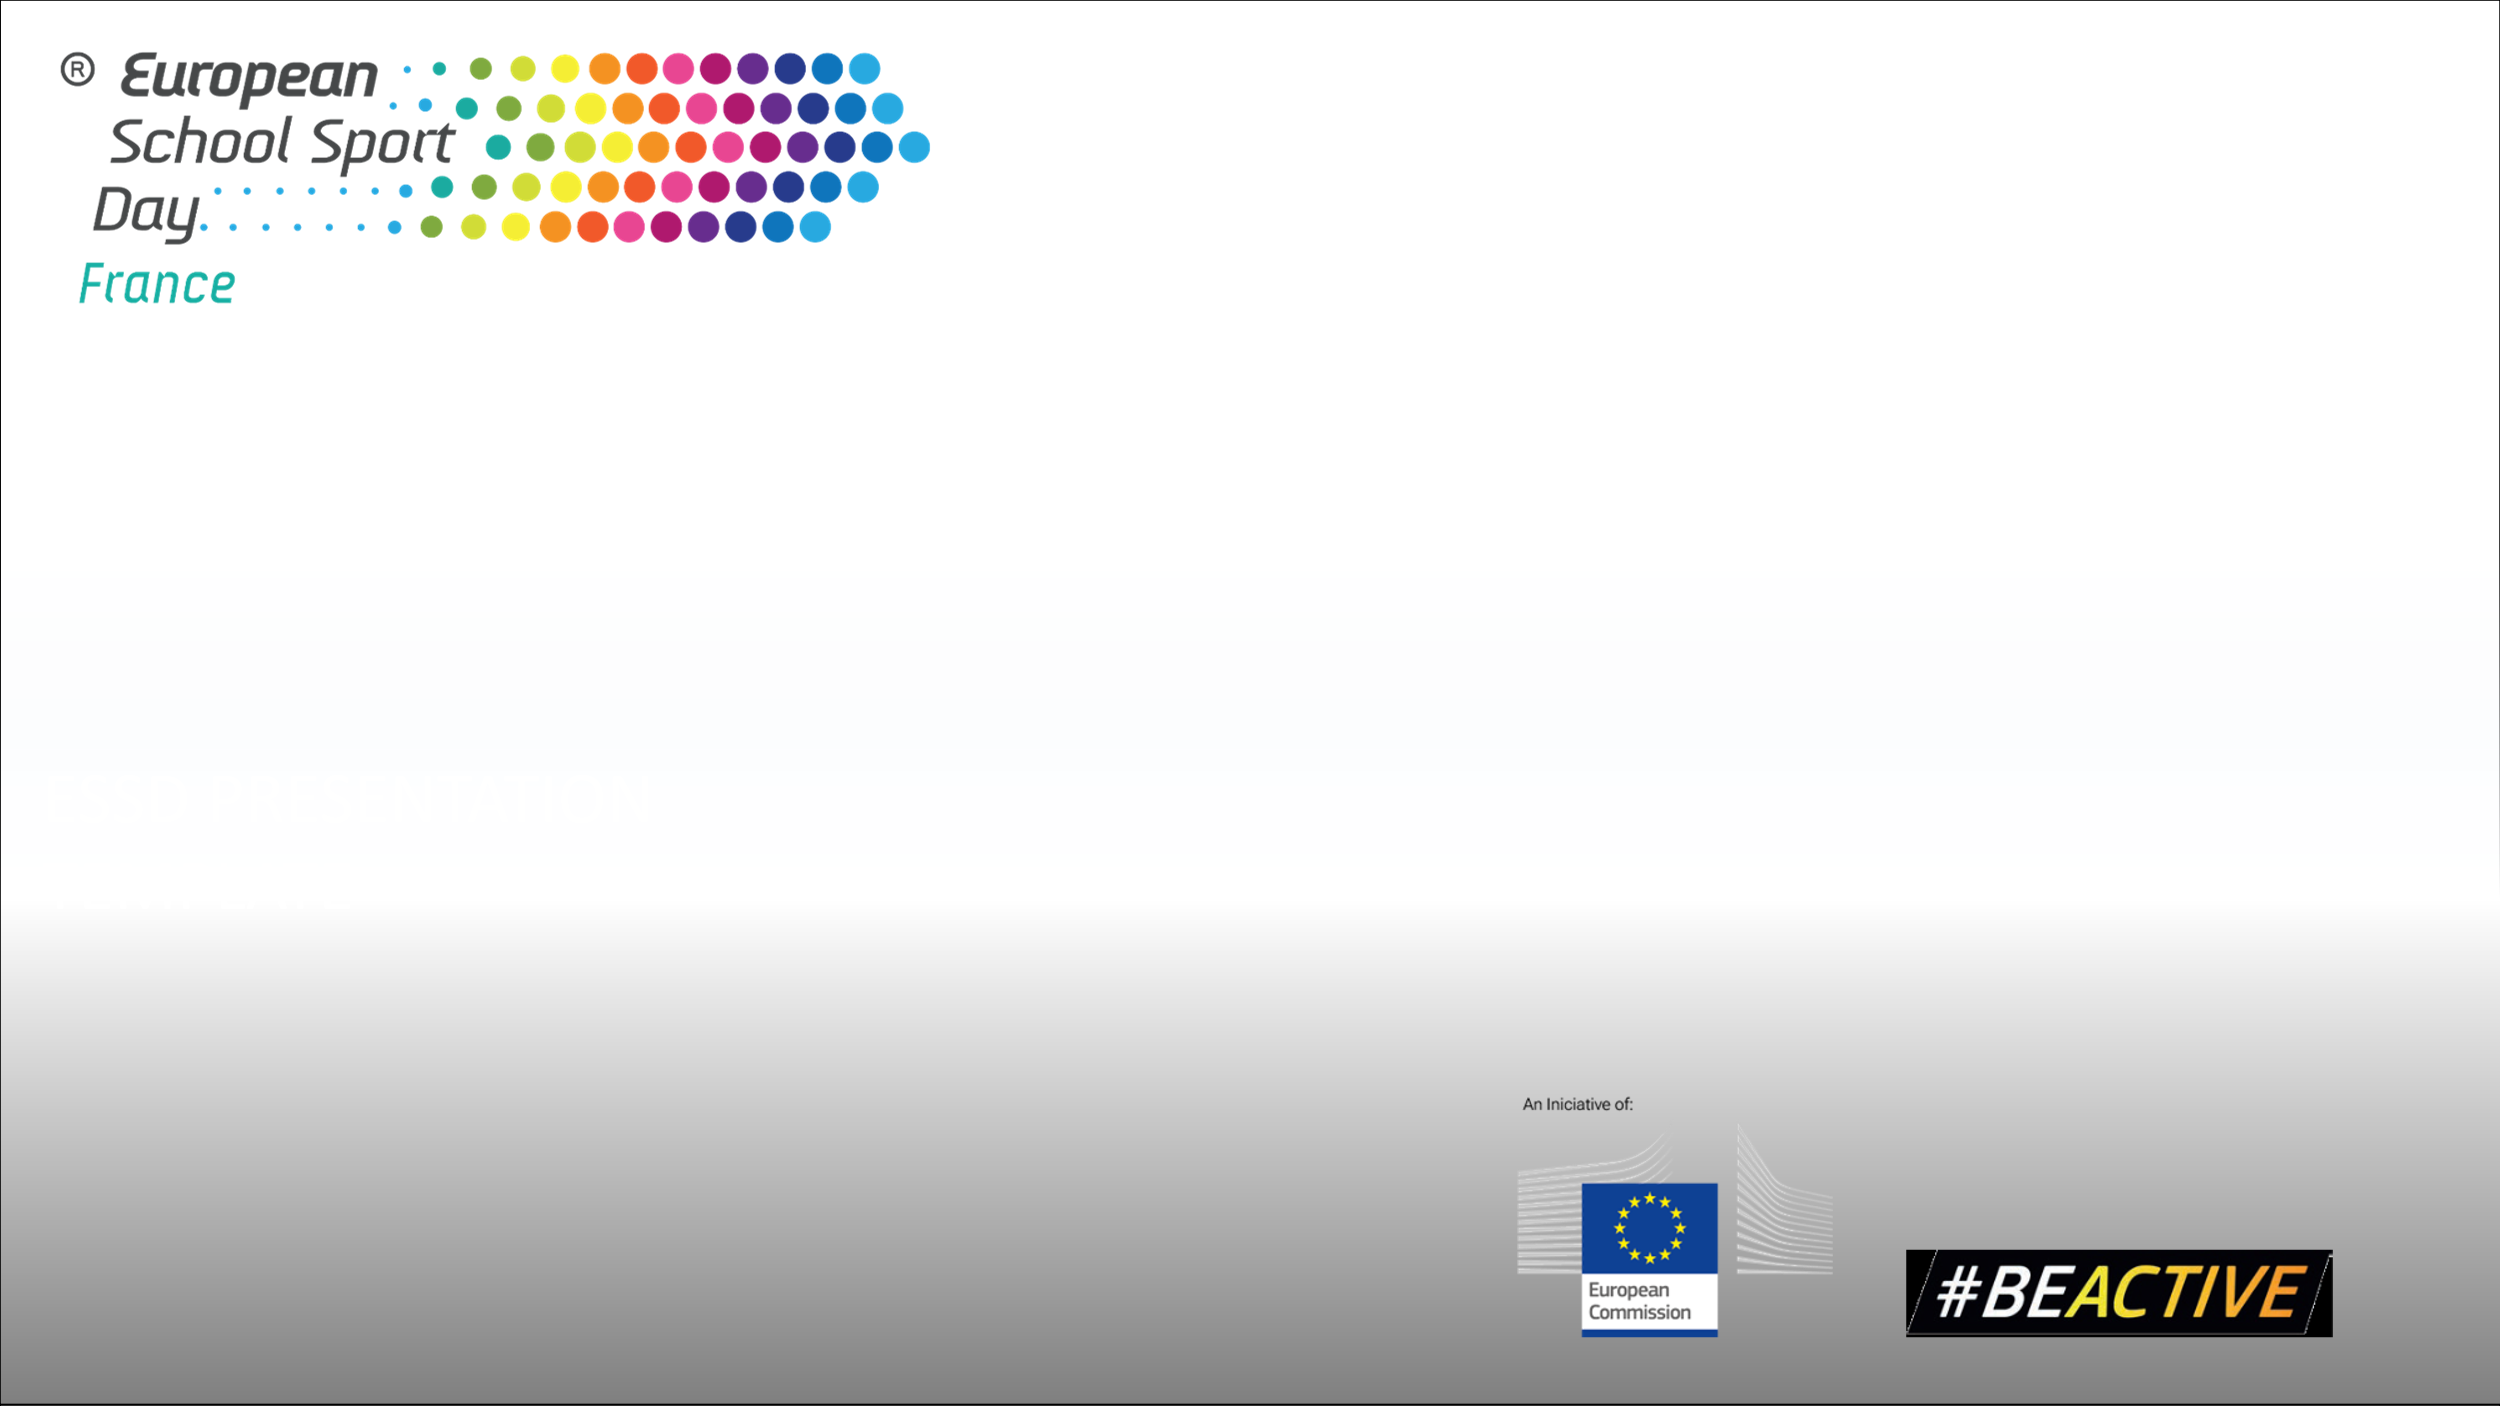 ® European
School Sport
Day
France
An Iniciative of:
European
Commission
#BEACTIVE